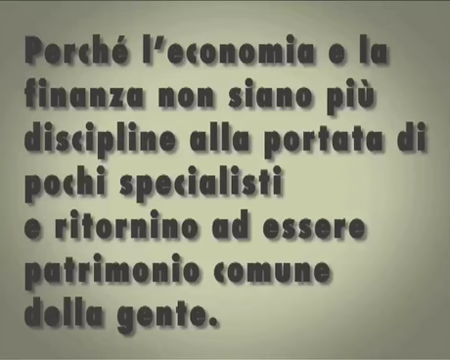 Perché l'economia e la
finanza non siano più
discipline alla portata di
pochi specialisti
e ritornino ad essere
patrimonio comune
della gente.